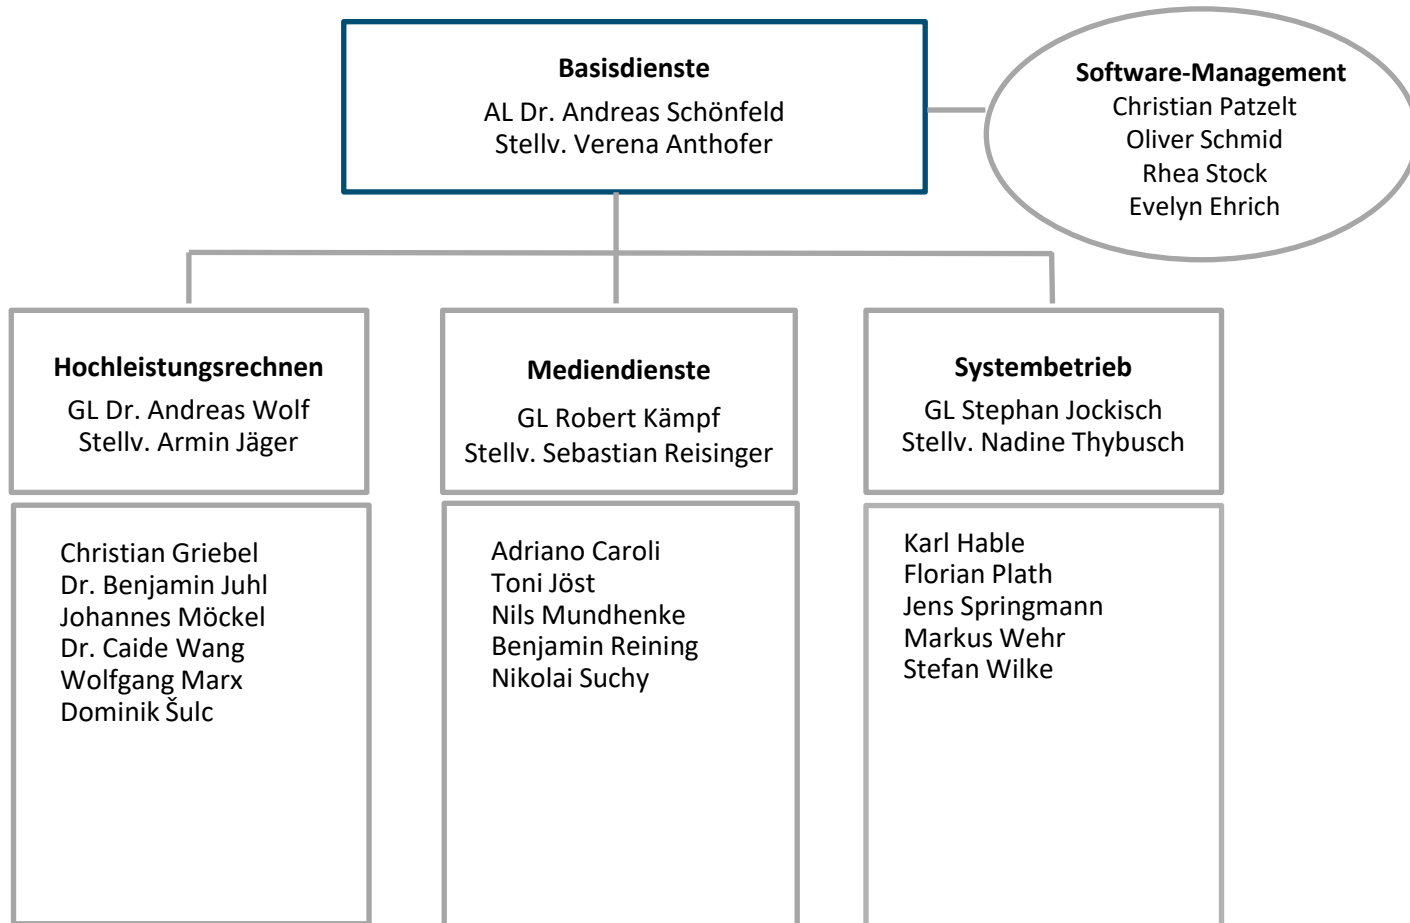 Basisdienste
AL Dr. Andreas Schönfeld
Stellv. Verena Anthofer
Software-Management
Christian Patzelt
Oliver Schmid
Rhea Stock
Evelyn Ehrich
Hochleistungsrechnen
GL Dr. Andreas Wolf
Stellv. Armin Jäger
Christian Griebel
Dr. Benjamin Juhl
Johannes Möckel
Dr. Caide Wang
Wolfgang Marx
Dominik Šulc
Mediendienste
GL Robert Kämpf
Stellv. Sebastian Reisinger
Adriano Caroli
Toni Jöst
Nils Mundhenke
Benjamin Reining
Nikolai Suchy
Systembetrieb
GL Stephan Jockisch
Stellv. Nadine Thybusch
Karl Hable
Florian Plath
Jens Springmann
Markus Wehr
Stefan Wilke